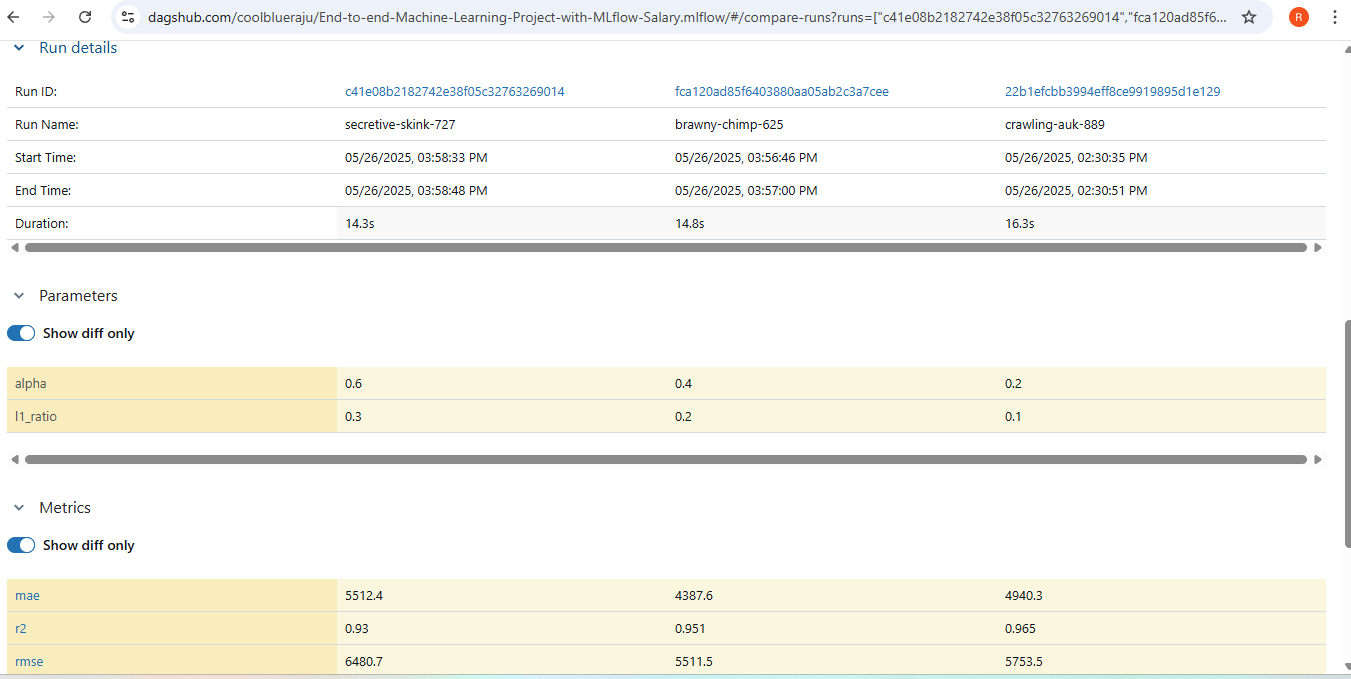 dagshub.com/coolblueraju/End-to-end-Machine-Learning-Project-with-MLflow-Salary.mlflow/#/compare-runs?runs=["c41e08b2182742e38f05c32763269014","fca120ad85f6...
R
Run details
Run ID: c41e08b2182742e38f05c32763269014 fca120ad85f6403880aa05ab2c3a7cee 22b1efcbb3994eff8ce9919895d1e129
Run Name: secretive-skink-727 brawny-chimp-625 crawling-auk-889
Start Time: 05/26/2025, 03:58:33 PM 05/26/2025, 03:56:46 PM 05/26/2025, 02:30:35 PM
End Time: 05/26/2025, 03:58:48 PM 05/26/2025, 03:57:00 PM 05/26/2025, 02:30:51 PM
Duration: 14.3s 14.8s 16.3s
Parameters
Show diff only
alpha 0.6 0.4 0.2
l1_ratio 0.3 0.2 0.1
Metrics
Show diff only
mae 5512.4 4387.6 4940.3
r2 0.93 0.951 0.965
rmse 6480.7 5511.5 5753.5